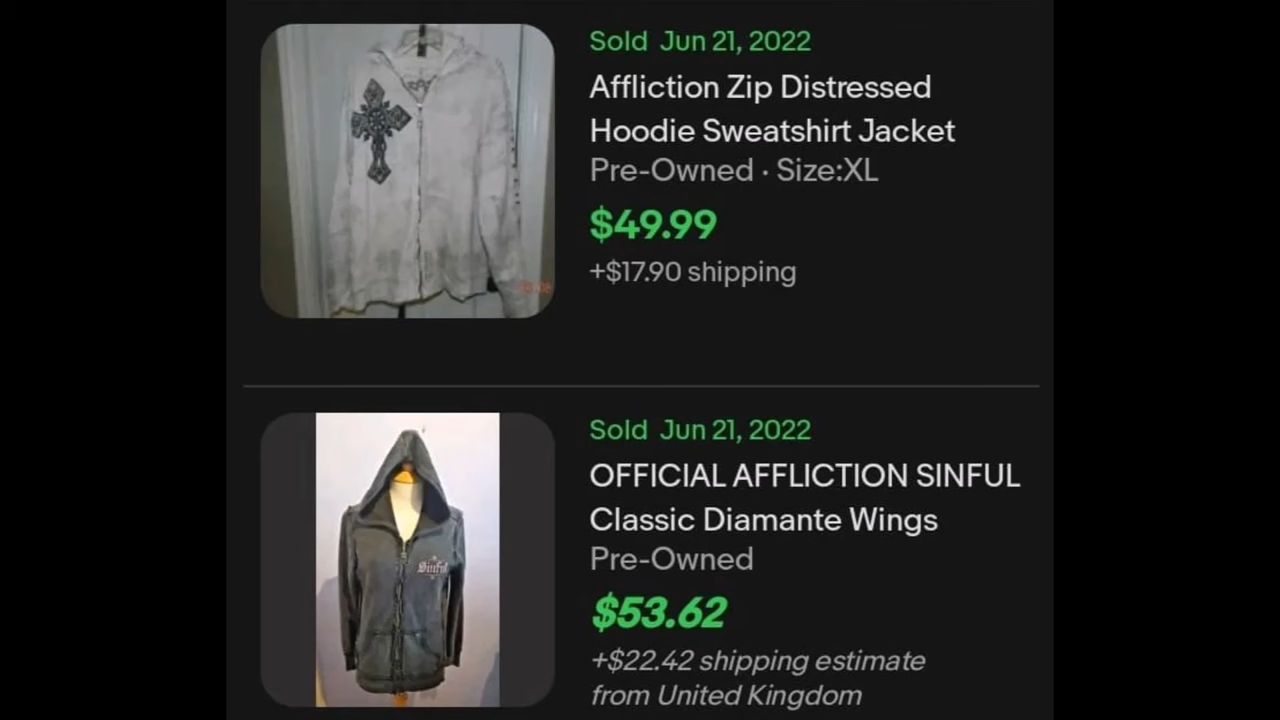 Sold Jun 21, 2022
Affliction Zip Distressed
Hoodie Sweatshirt Jacket
Pre-Owned · Size:XL
$49.99
+$17.90 shipping
Sold Jun 21, 2022
OFFICIAL AFFLICTION SINFUL
Classic Diamante Wings
Pre-Owned
$53.62
+$22.42 shipping estimate
from United Kingdom
Sinful